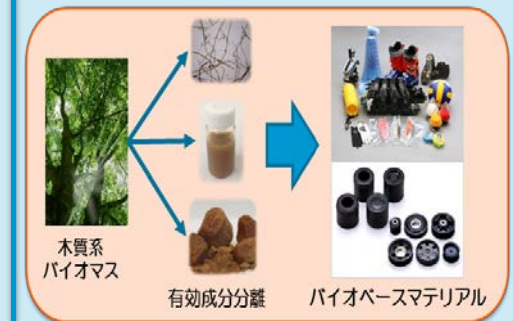 木質系
バイオマス
有効成分分離
バイオベースマテリアル